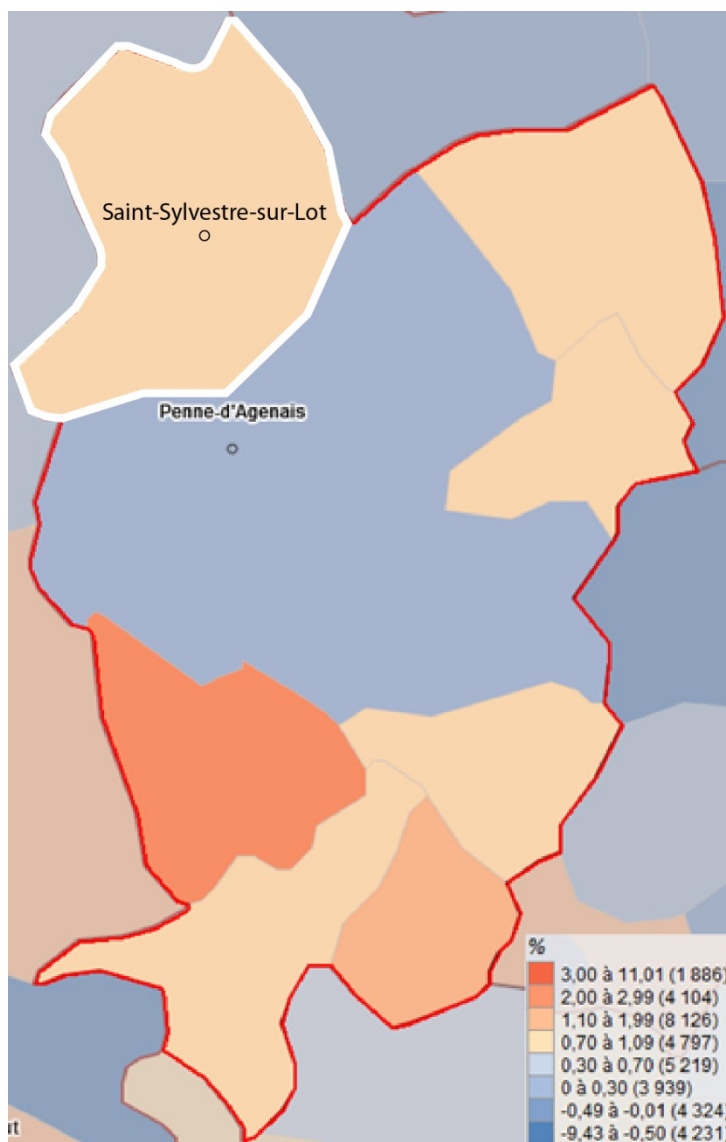 Saint-Sylvestre-sur-Lot
Penne-d'Agenais
%
3,00 à 11,01 (1 886)
2,00 à 2,99 (4 104)
1,10 à 1,99 (8 126)
0,70 à 1,09 (4 797)
0,30 à 0,70 (5 219)
0 à 0,30 (3 939)
-0,49 à -0,01 (4 324)
-9,43 à -0,50 (4 231
ut